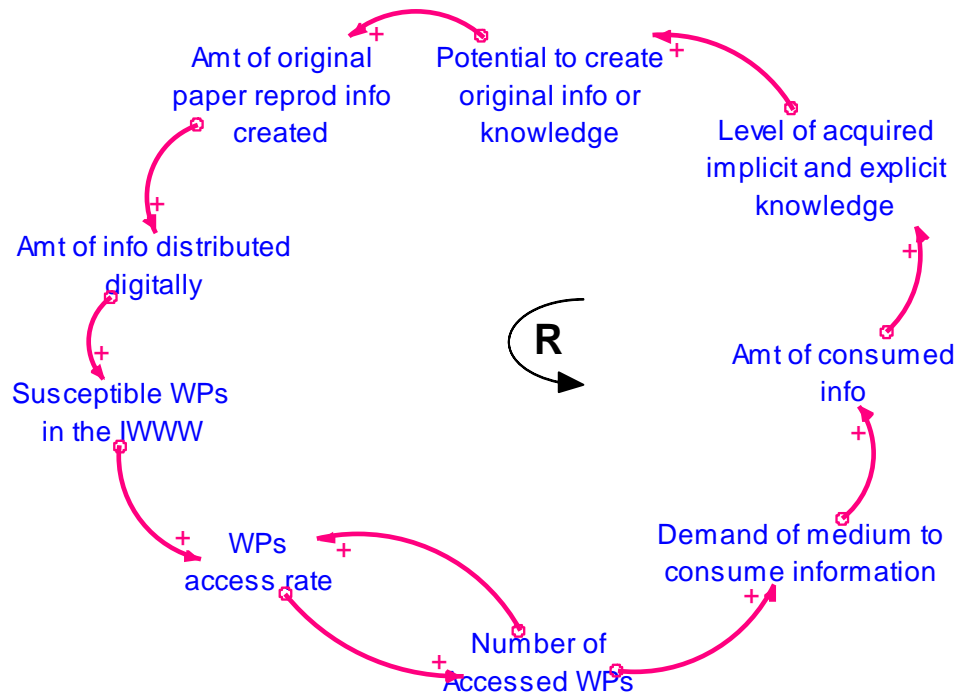 Amt of original
paper reprod info
created
Potential to create
original info or
knowledge
Level of acquired
implicit and explicit
knowledge
Amt of info distributed
digitally
R
Amt of consumed
info
Susceptible WPs
in the IWWW
WPs
access rate
Demand of medium to
consume information
Number of
Accessed WPs
+
+
+
+
+
+
+
+
+
+